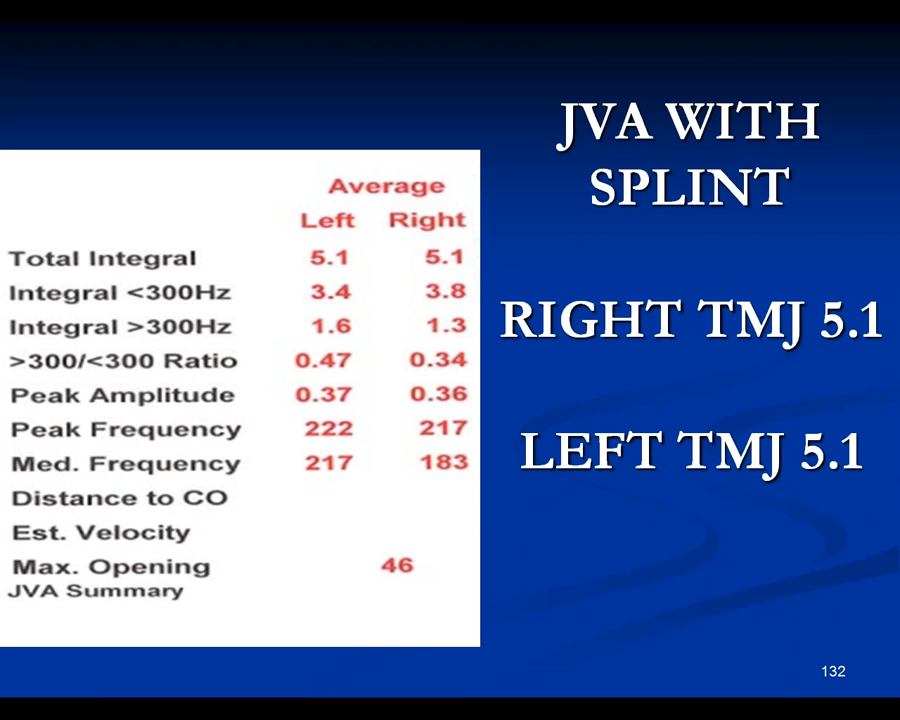 JVA WITH
SPLINT
RIGHT TMJ 5.1
LEFT TMJ 5.1
Average
Left Right
Total Integral 5.1 5.1
Integral <300Hz 3.4 3.8
Integral >300Hz 1.6 1.3
>300/<300 Ratio 0.47 0.34
Peak Amplitude 0.37 0.36
Peak Frequency 222 217
Med. Frequency 217 183
Distance to CO
Est. Velocity
Max. Opening 46
JVA Summary
132